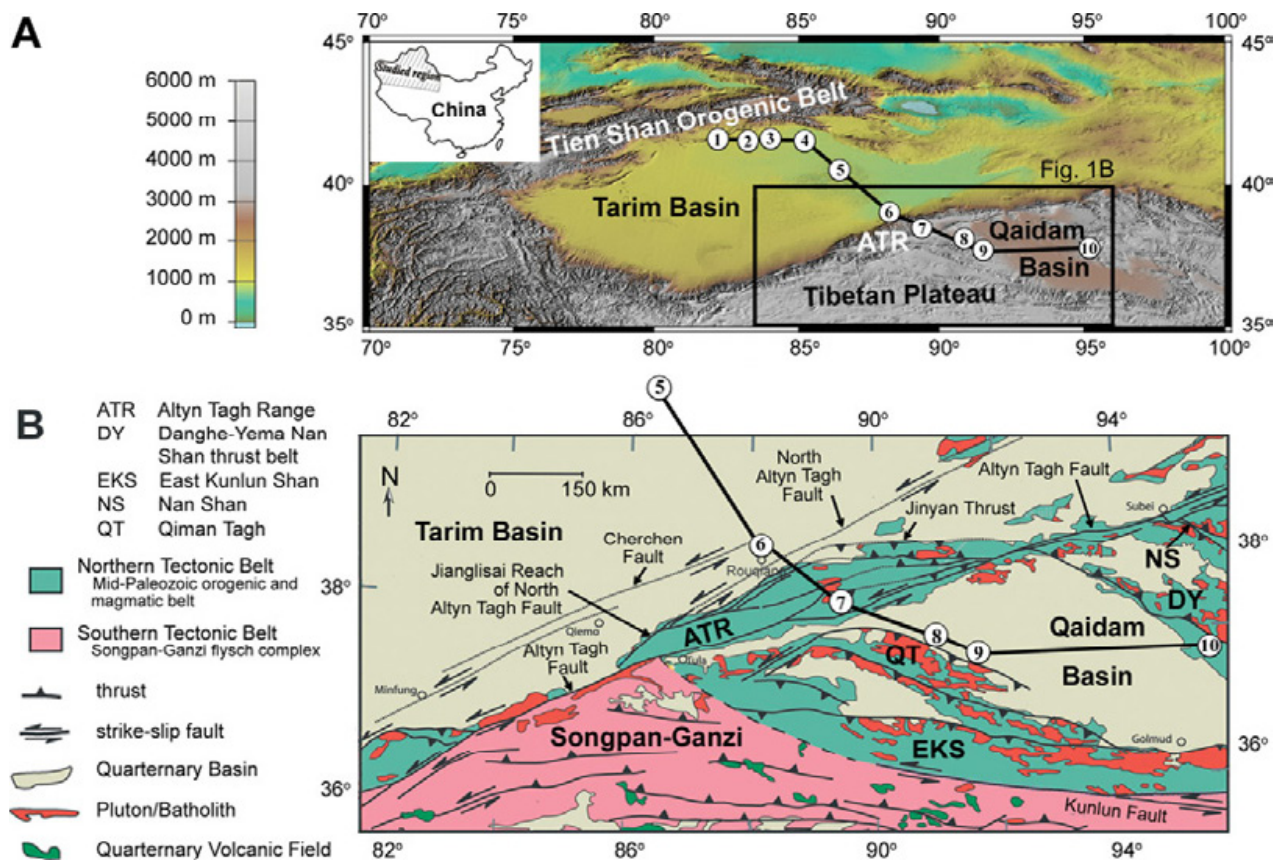 A
70° 75° 80° 85° 90° 95° 100°
45° 45°
6000 m
5000 m
4000 m
3000 m
2000 m
1000 m
0 m
Studied region
China
Tien Shan Orogenic Belt
1 2 3 4
5
Fig. 1B
40° 40°
Tarim Basin
6
7
ATR
8
9
Qaidam
10
Basin
Tibetan Plateau
35° 35°
70° 75° 80° 85° 90° 95° 100°
B
ATR Altyn Tagh Range
DY Danghe-Yema Nan
Shan thrust belt
EKS East Kunlun Shan
NS Nan Shan
QT Qiman Tagh
Northern Tectonic Belt
Mid-Paleozoic orogenic and
magmatic belt
Southern Tectonic Belt
Songpan-Ganzi flysch complex
thrust
strike-slip fault
Quarternary Basin
Pluton/Batholith
Quarternary Volcanic Field
5
82° 86° 90° 94°
N
0 150 km
North
Altyn Tagh
Fault
Altyn Tagh Fault
Jinyan Thrust
Subei
Tarim Basin
Cherchen
Fault
6
Rouqiang
NS
38° 38°
Jianglisai Reach
of North
Altyn Tagh Fault
7
DY
Qiemo
ATR
8
QT
9
Qaidam
10
Basin
Altyn Tagh
Fault
Minfung
Songpan-Ganzi
EKS
Golmud
36° 36°
Kunlun Fault
82° 86° 90° 94°